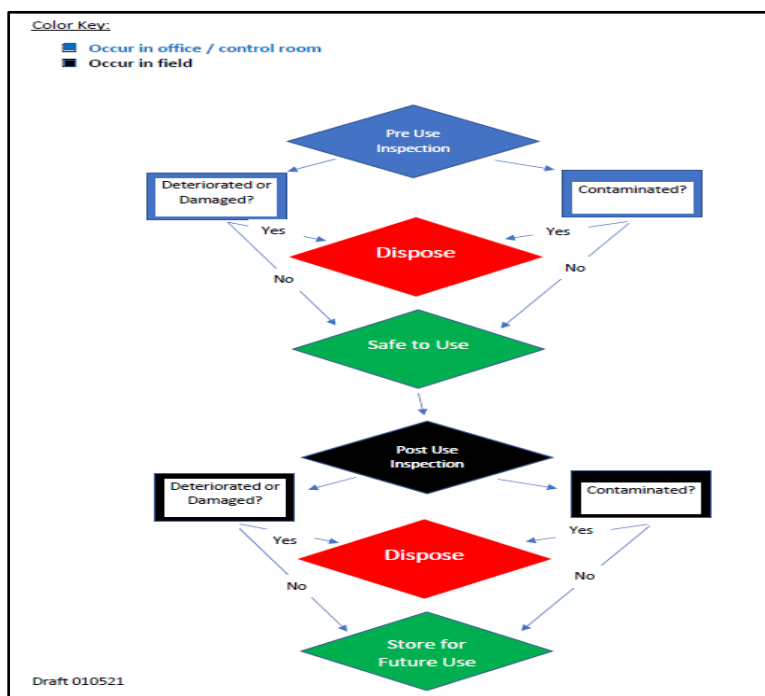 Color Key:
Occur in office / control room
Occur in field
Pre Use
Inspection
Deteriorated or
Damaged?
Contaminated?
Yes
Yes
Dispose
No
No
Safe to Use
Post Use
Inspection
Deteriorated or
Damaged?
Contaminated?
Yes
Yes
Dispose
No
No
Store for
Future Use
Draft 010521